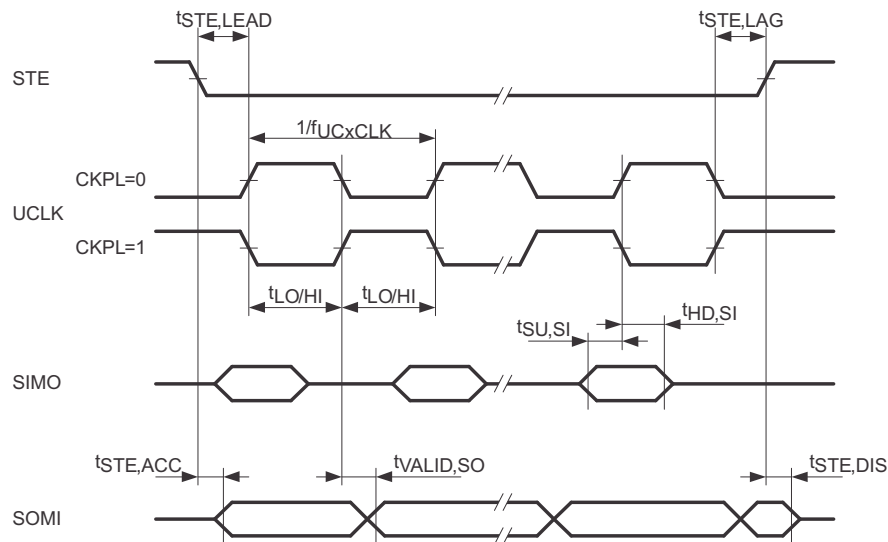 tSTE,LEAD
tSTE,LAG
STE
1/fUCxCLK
CKPL=0
UCLK
CKPL=1
tLO/HI tLO/HI
tSU,SI
tHD,SI
SIMO
tSTE,ACC
tVALID,SO
tSTE,DIS
SOMI